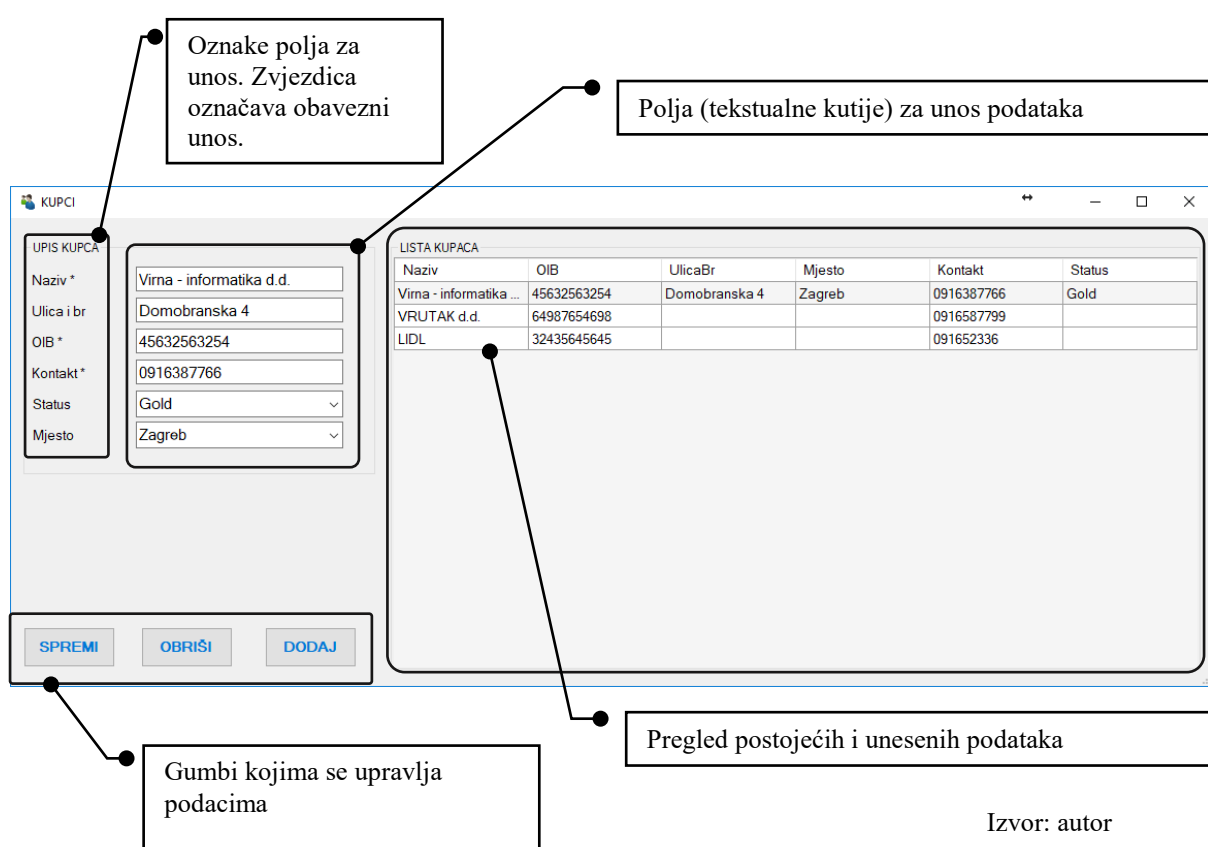 Oznake polja za
unos. Zvjezdica
označava obavezni
unos.
Polja (tekstualne kutije) za unos podataka
KUPCI
UPIS KUPCA
Naziv * Virna - informatika d.d.
Ulica i br Domobranska 4
OIB * 45632563254
Kontakt * 0916387766
Status Gold
Mjesto Zagreb
LISTA KUPACA
Naziv OIB UlicaBr Mjesto Kontakt Status
Virna - informatika ... 45632563254 Domobranska 4 Zagreb 0916387766 Gold
VRUTAK d.d. 64987654698 0916587799
LIDL 32435645645 091652336
SPREMI OBRIŠI DODAJ
Pregled postojećih i unesenih podataka
Gumbi kojima se upravlja
podacima
Izvor: autor